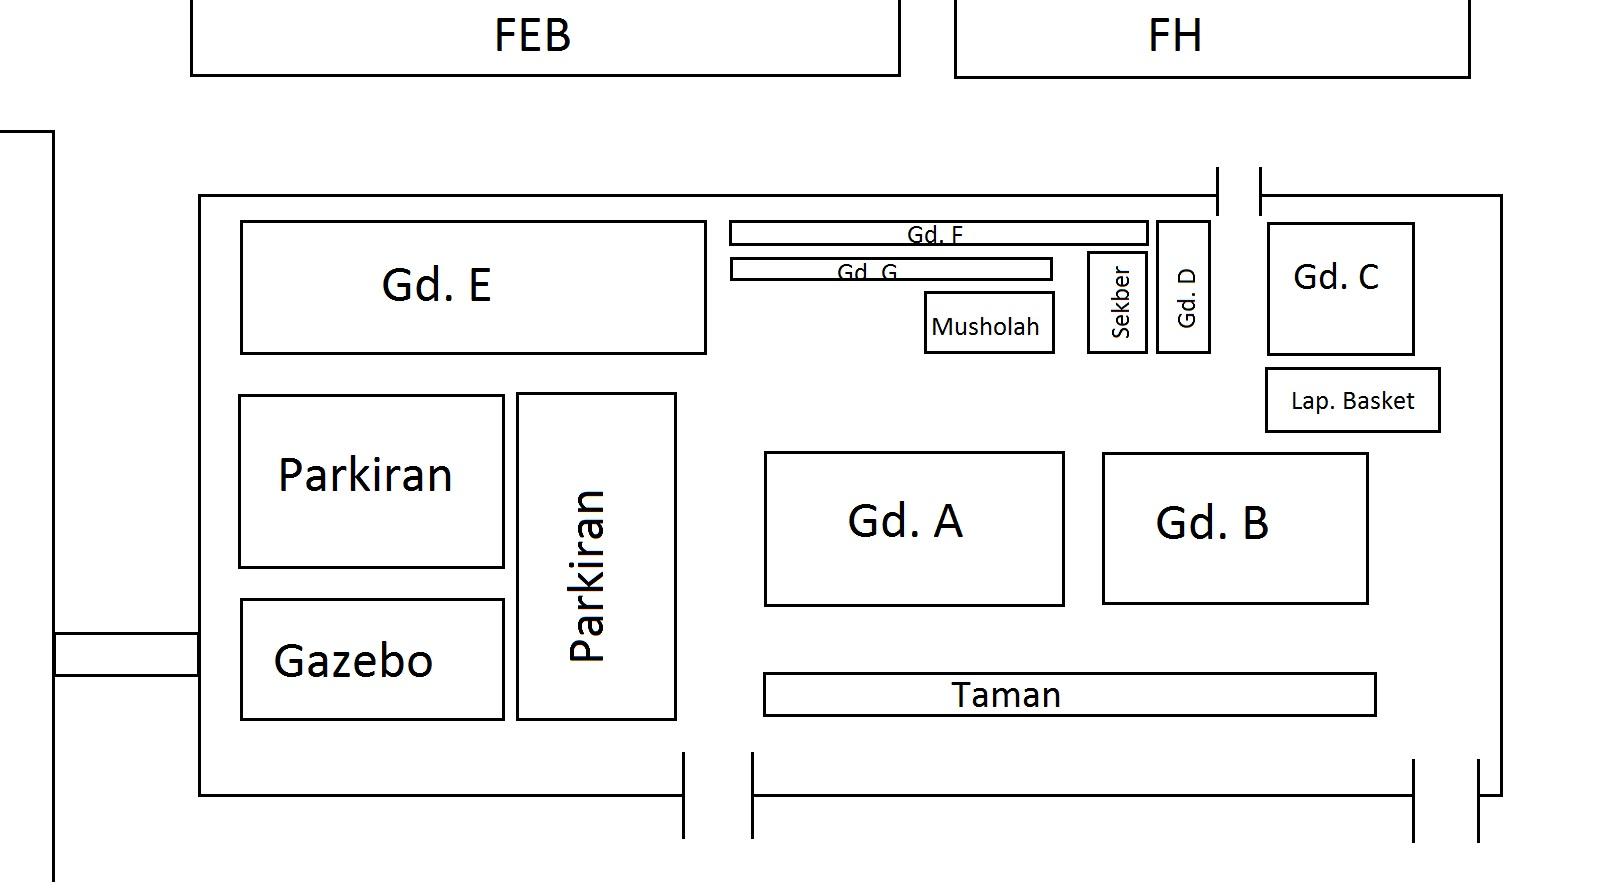 FEB
FH
Gd. E
Gd. F
Gd. G
Musholah
Sekber
Gd. D
Gd. C
Lap. Basket
Parkiran
Parkiran
Gazebo
Gd. A
Gd. B
Taman